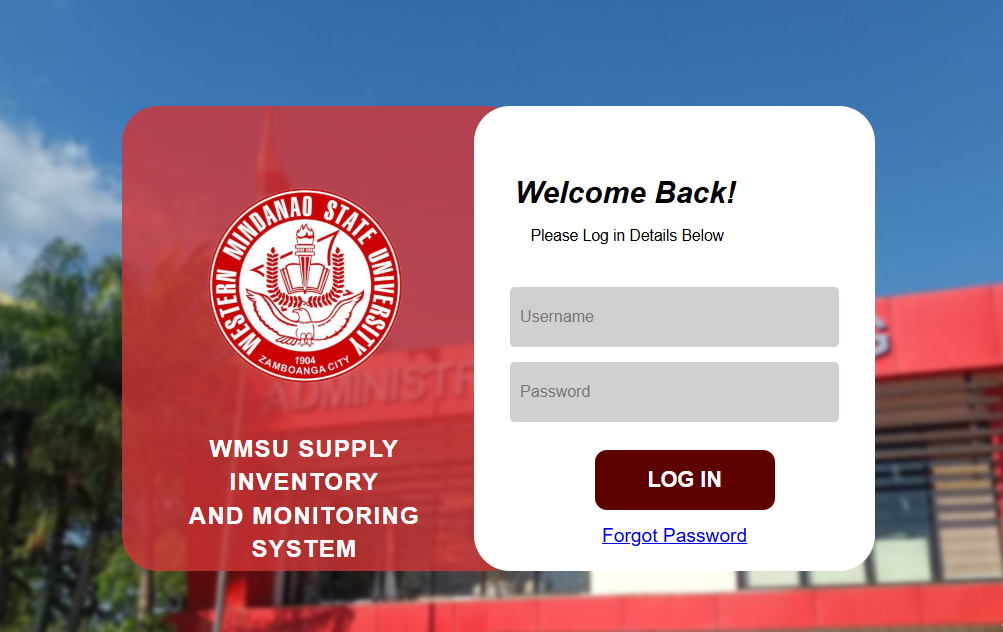 WESTERN MINDANAO STATE UNIVERSITY
1904
ZAMBOANGA CITY
WMSU SUPPLY
INVENTORY
AND MONITORING
SYSTEM
Welcome Back!
Please Log in Details Below
Username
Password
LOG IN
Forgot Password